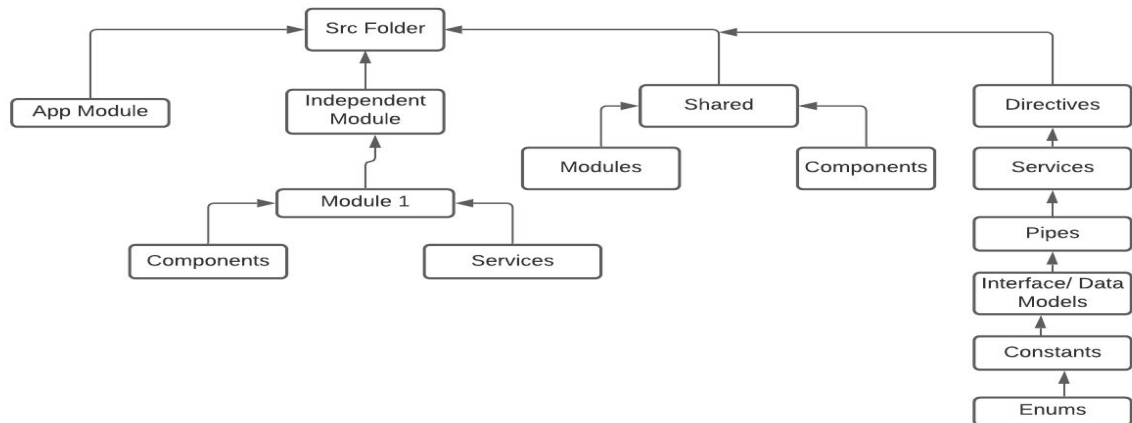 Src Folder
App Module
Independent
Module
Shared
Directives
Modules
Components
Services
Module 1
Components
Services
Pipes
Interface/ Data
Models
Constants
Enums